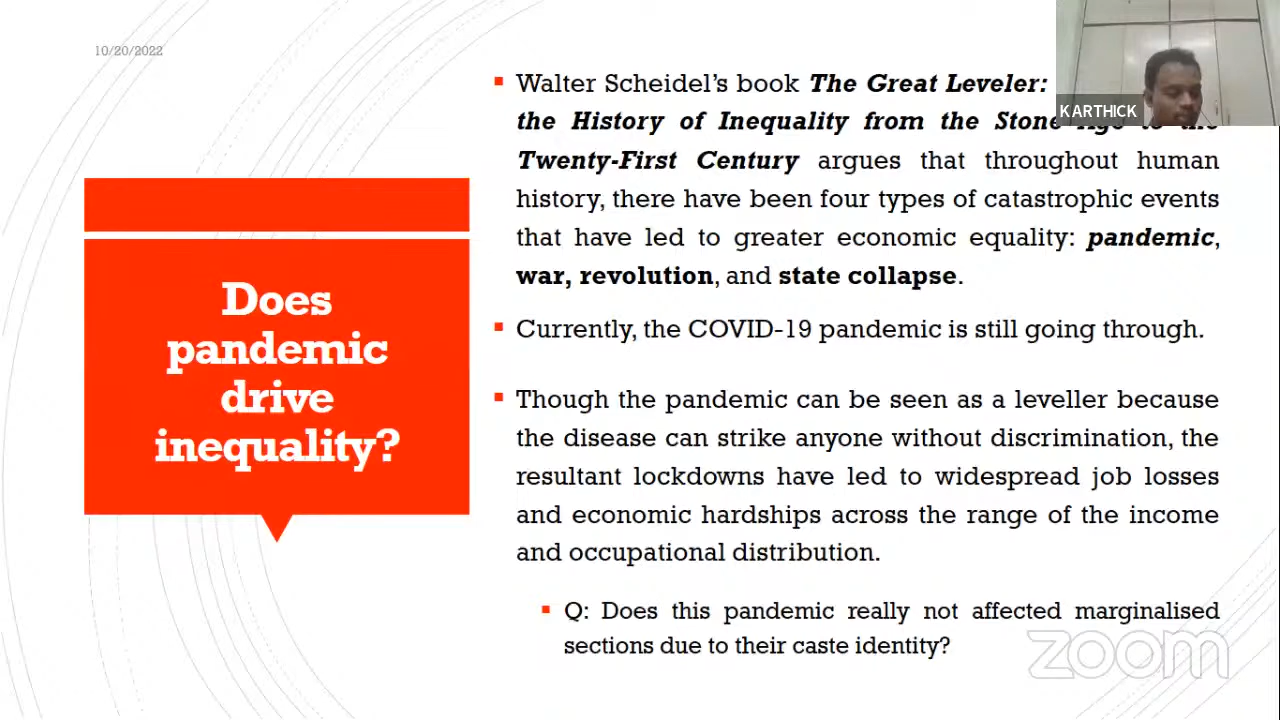 10/20/2022
KARTHICK
Does
pandemic
drive
inequality?
Walter Scheidel's book The Great Leveler:
the History of Inequality from the Stone
Twenty-First Century argues that throughout human
history, there have been four types of catastrophic events
that have led to greater economic equality: pandemic,
war, revolution, and state collapse.
Currently, the COVID-19 pandemic is still going through.
Though the pandemic can be seen as a leveller because
the disease can strike anyone without discrimination, the
resultant lockdowns have led to widespread job losses
and economic hardships across the range of the income
and occupational distribution.
Q: Does this pandemic really not affected marginalised
sections due to their caste identity?
zoom